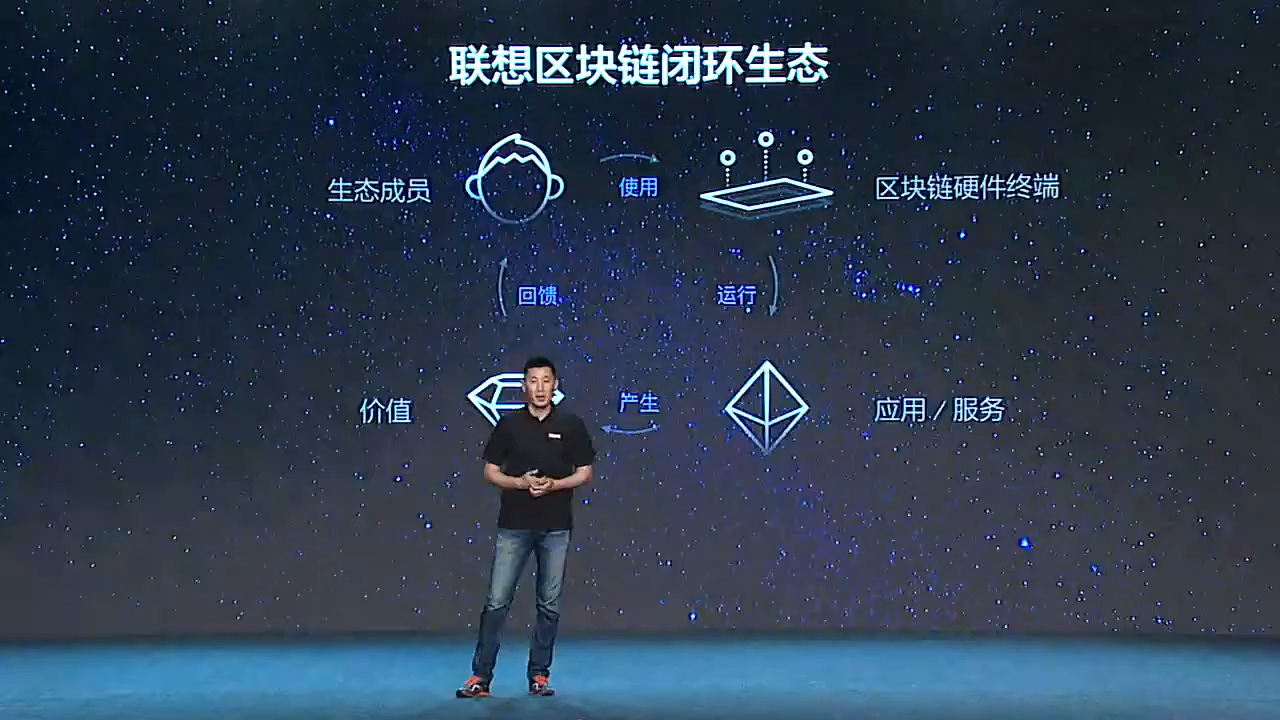 联想区块链闭环生态
生态成员
使用
区块链硬件终端
回馈
运行
价值
产生
应用／服务